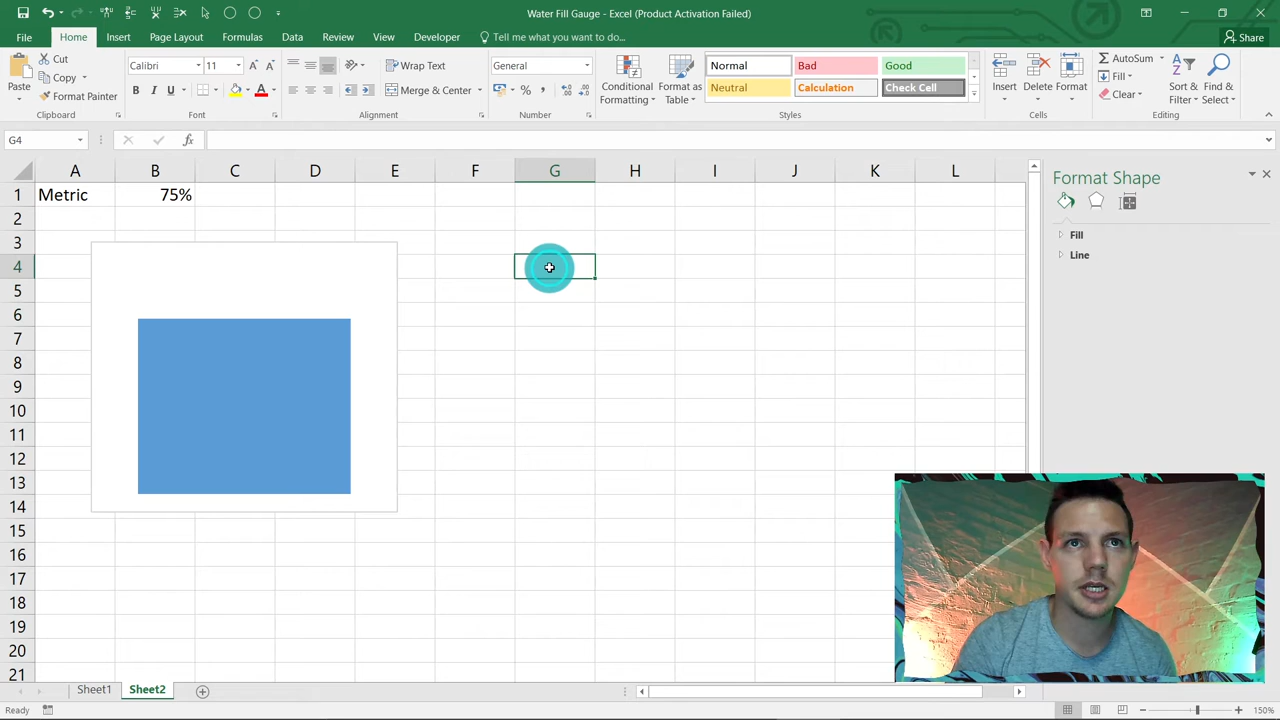 Water Fill Gauge - Excel (Product Activation Failed)
File Home Insert Page Layout Formulas Data Review View Developer Tell me what you want to do... Share
Paste Cut Copy Format Painter Clipboard
Calibri 11 B I U A Font
Wrap Text Merge & Center Alignment
General % , Number
Conditional Formatting Format as Table Normal Bad Good Neutral Calculation Check Cell Styles
Insert Delete Format Cells
AutoSum Fill Clear Sort & Filter Find & Select Editing
G4 fx
A B C D E F G H I J K L
1 Metric 75%
2
3
4
5
6
7
8
9
10
11
12
13
14
15
16
17
18
19
20
21
Format Shape
Fill
Line
Sheet1 Sheet2
Ready 150%